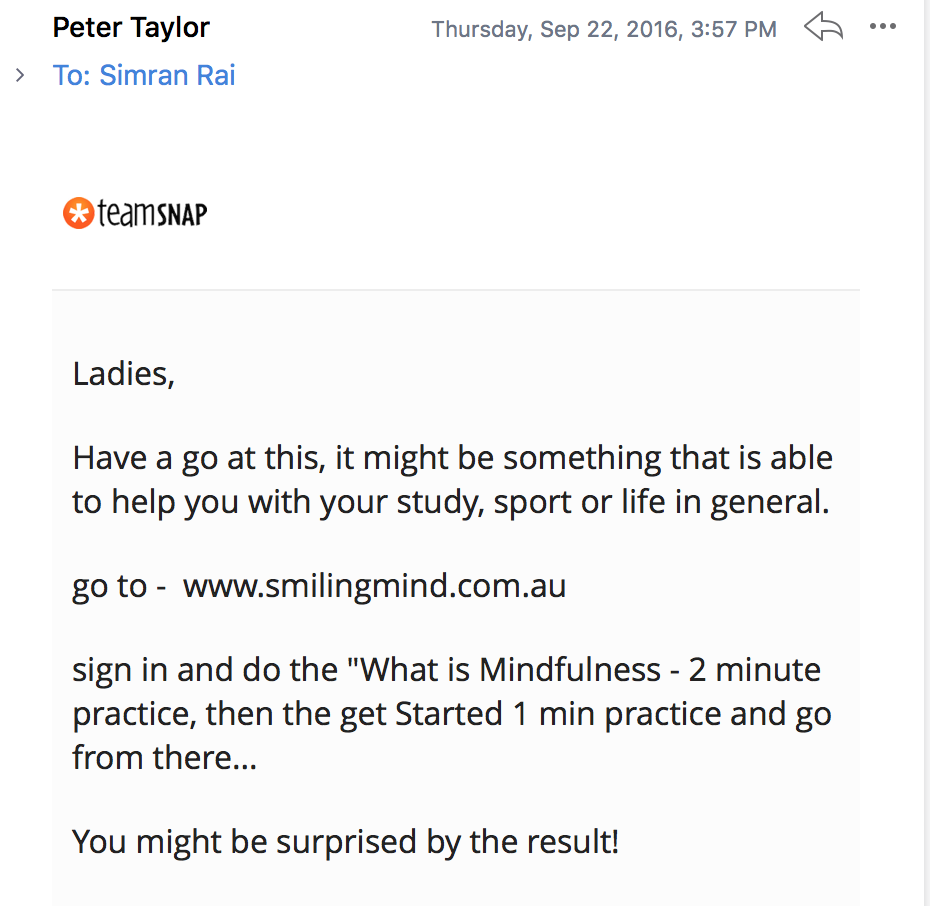 Peter Taylor Thursday, Sep 22, 2016, 3:57 PM
To: Simran Rai
teamSNAP
Ladies,
Have a go at this, it might be something that is able
to help you with your study, sport or life in general.
go to -  www.smilingmind.com.au
sign in and do the "What is Mindfulness - 2 minute
practice, then the get Started 1 min practice and go
from there...
You might be surprised by the result!